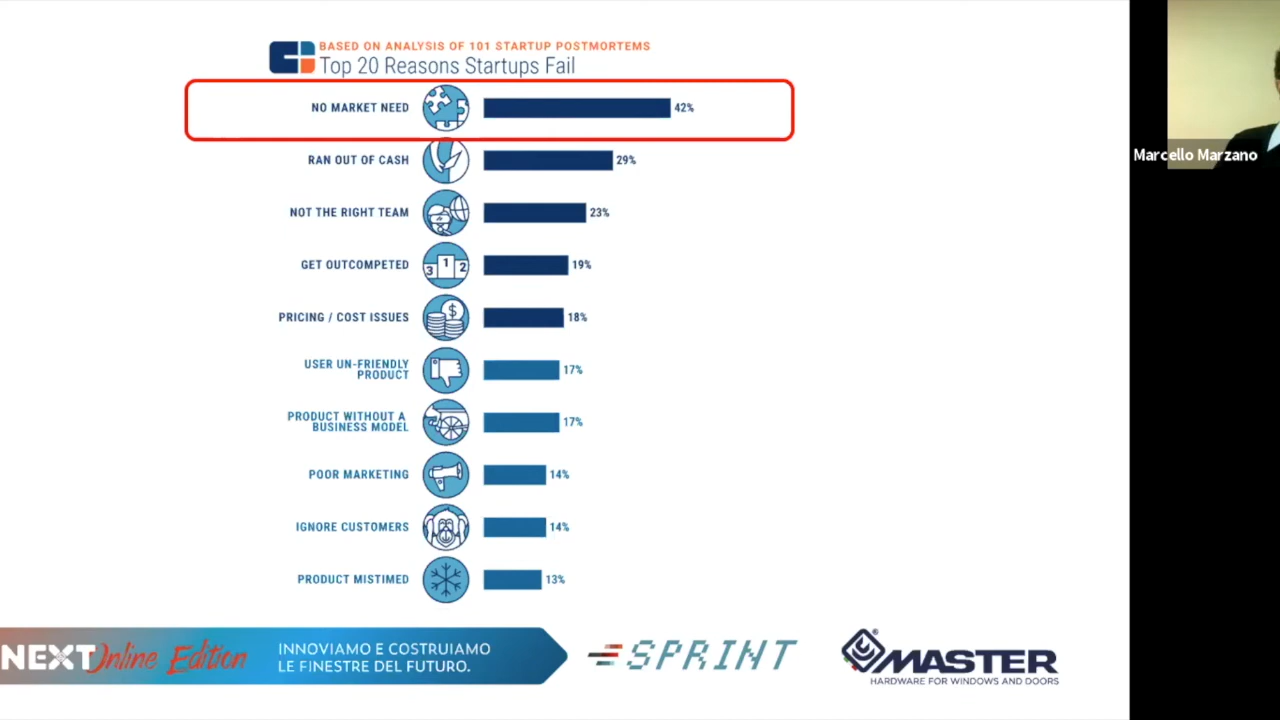 BASED ON ANALYSIS OF 101 STARTUP POSTMORTEMS
Top 20 Reasons Startups Fail
NO MARKET NEED 42%
RAN OUT OF CASH 29%
NOT THE RIGHT TEAM 23%
GET OUTCOMPETED 3 1 2 19%
PRICING / COST ISSUES $ 18%
USER UN-FRIENDLY
PRODUCT 17%
PRODUCT WITHOUT A
BUSINESS MODEL 17%
POOR MARKETING 14%
IGNORE CUSTOMERS 14%
PRODUCT MISTIMED 13%
Marcello Marzano
NEXT Online Edition
INNOVIAMO E COSTRUIAMO
LE FINESTRE DEL FUTURO.
SPRINT
MASTER®
HARDWARE FOR WINDOWS AND DOORS